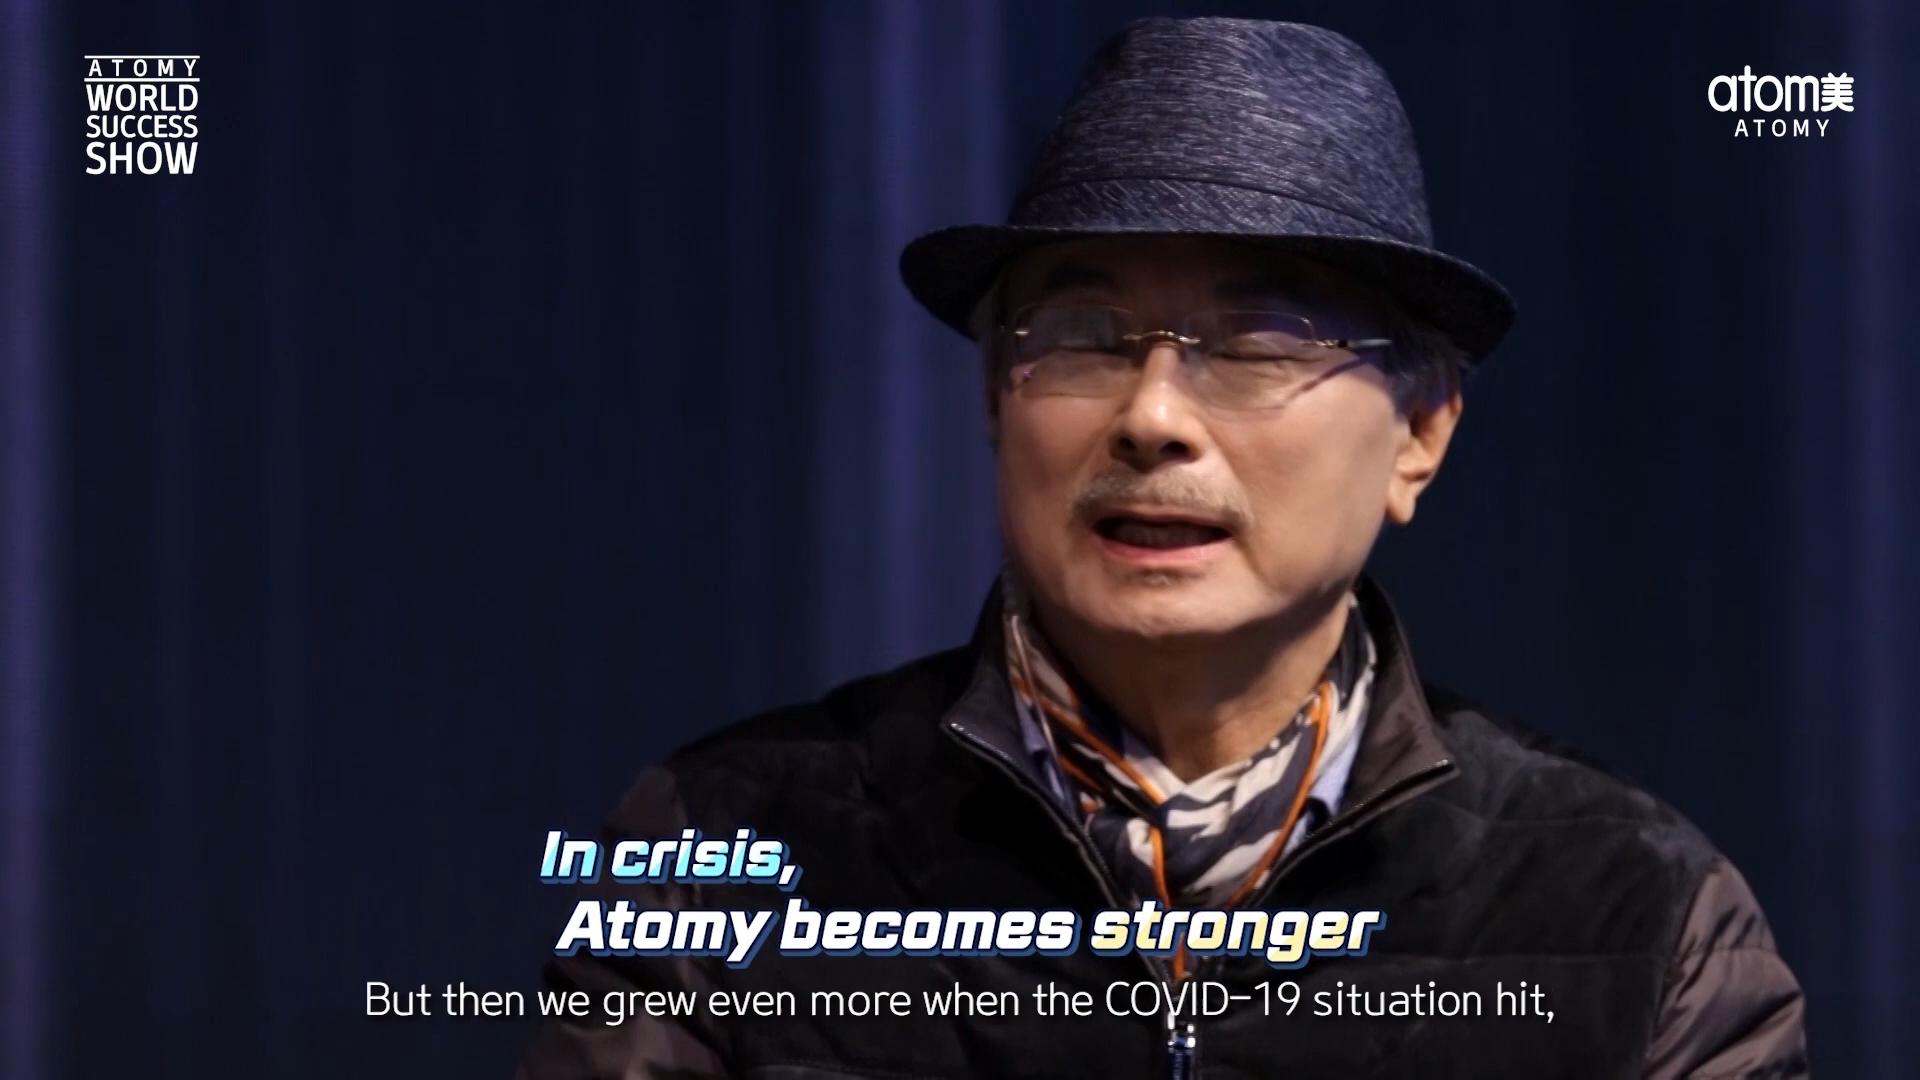 ATOMY
WORLD
SUCCESS
SHOW
atom美
ATOMY
In crisis,
Atomy becomes stronger
But then we grew even more when the COVID-19 situation hit,